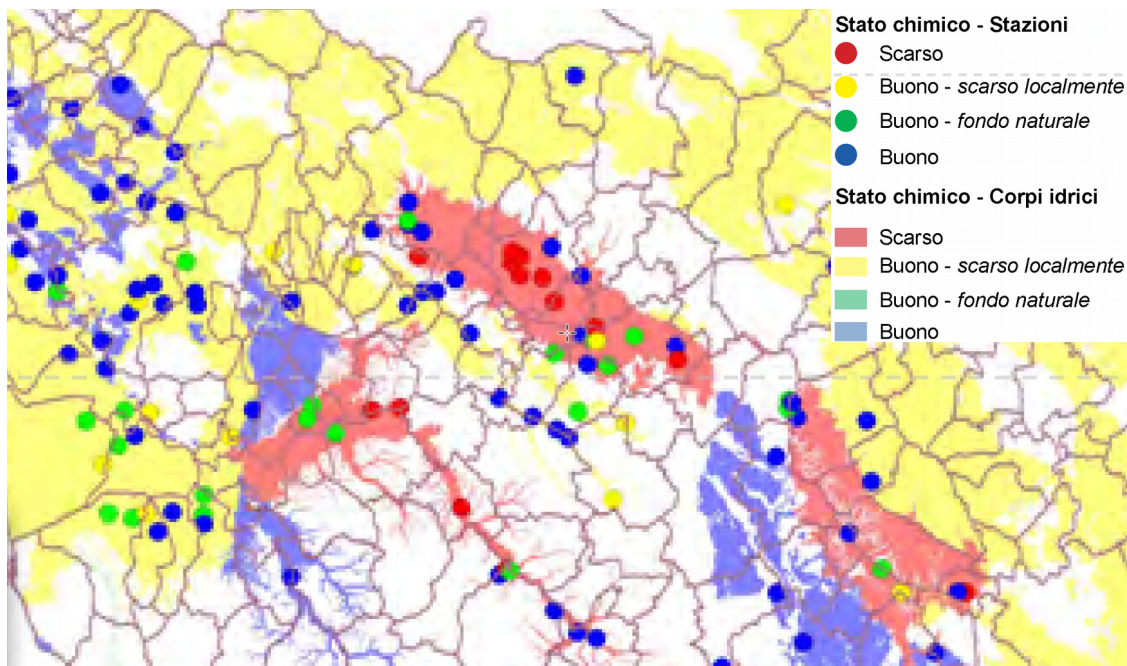 Stato chimico - Stazioni
Scarso
Buono - scarso localmente
Buono - fondo naturale
Buono
Stato chimico - Corpi idrici
Scarso
Buono - scarso localmente
Buono - fondo naturale
Buono